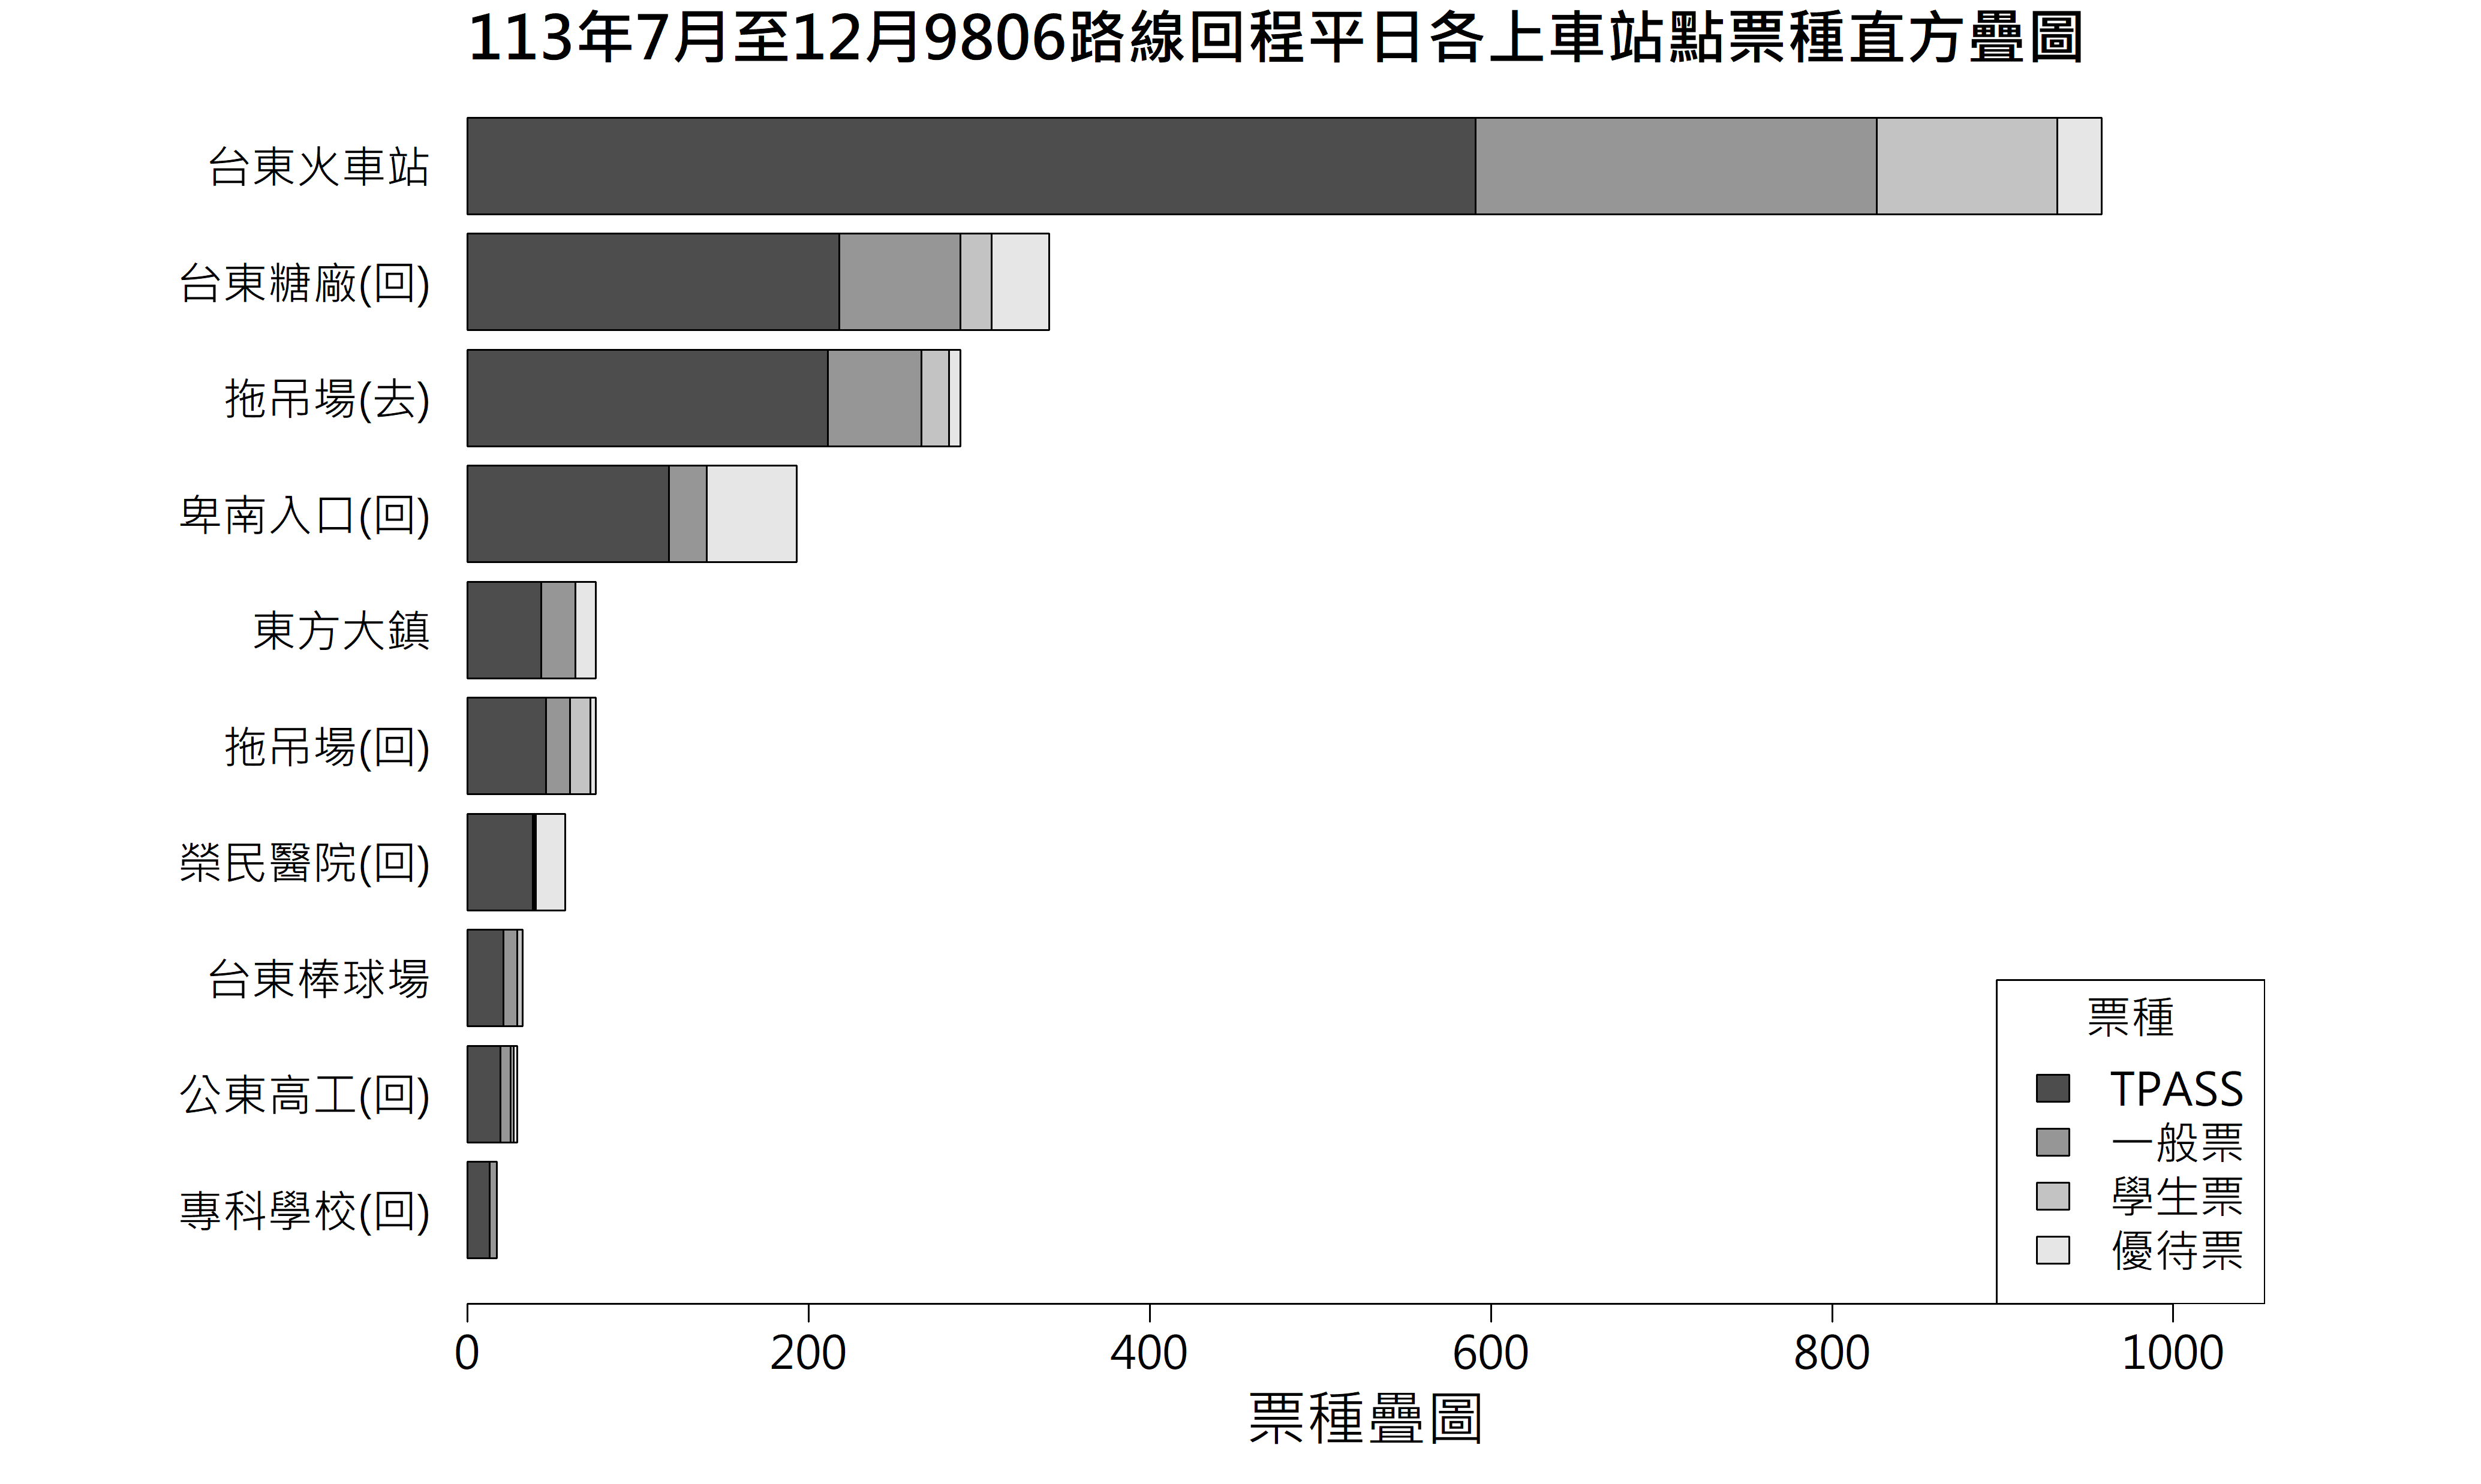 113年7月至12月9806路線回程平日各上車站點票種直方疊圖
台東火車站
台東糖廠(回)
拖吊場(去)
卑南入口(回)
東方大鎮
拖吊場(回)
榮民醫院(回)
台東棒球場
公東高工(回)
專科學校(回)
票種
TPASS
一般票
學生票
優待票
0 200 400 600 800 1000
票種疊圖